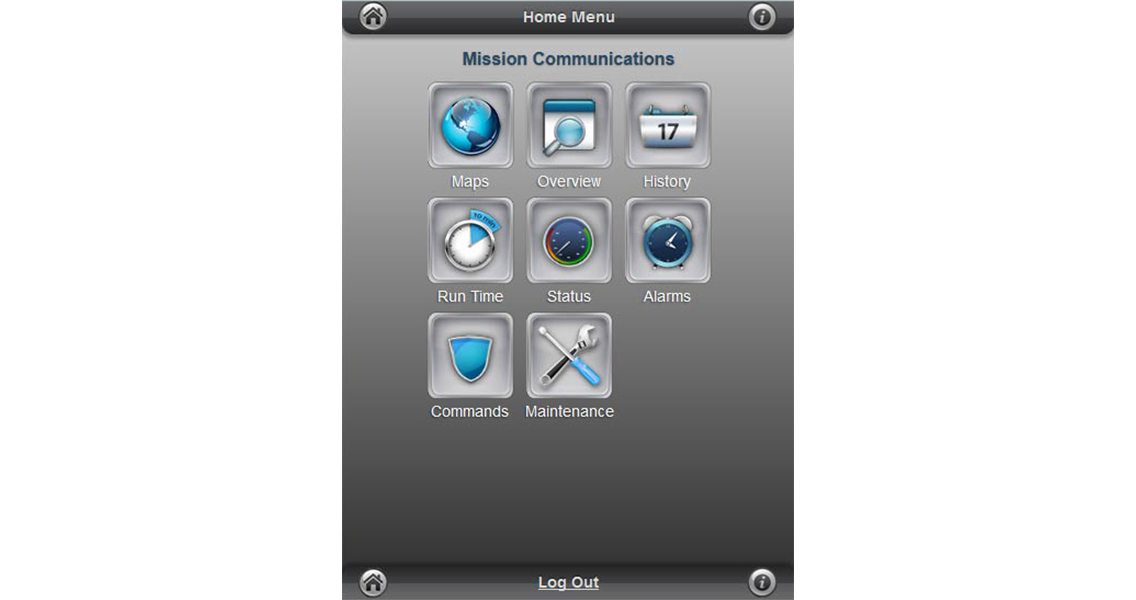 Home Menu
Mission Communications
17
Maps Overview History
10 min
Run Time Status Alarms
Commands Maintenance
Log Out